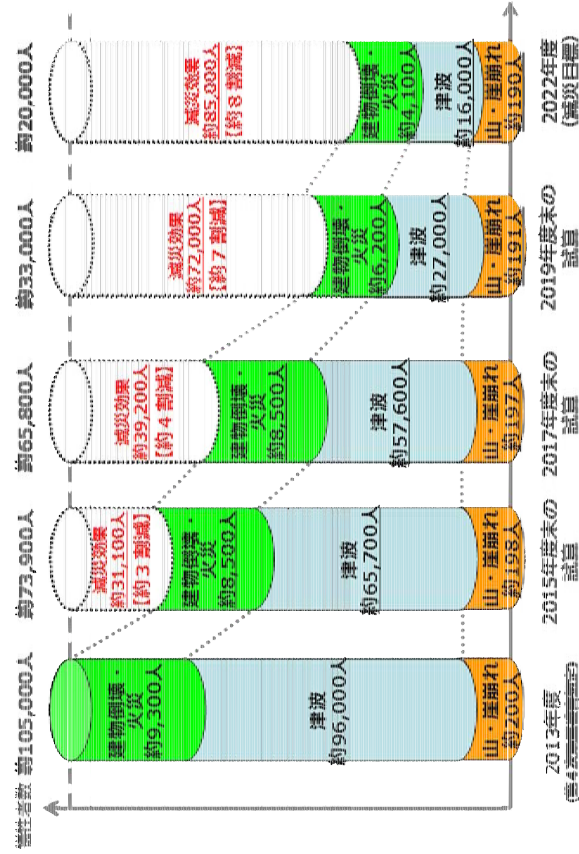 犠牲者数
約105,000人
約73,900人
約65,800人
約33,000人
約20,000人
建物倒壊・
火災
約9,300人
津波
約96,000人
山・崖崩れ
約200人
2013年度
減災効果
約31,100人
【約3割減】
建物倒壊・
火災
約8,500人
津波
約65,700人
山・崖崩れ
約198人
2015年度末の
試算
減災効果
約39,200人
【約4割減】
建物倒壊・
火災
約8,500人
津波
約57,600人
山・崖崩れ
約197人
2017年度末の
試算
減災効果
約72,000人
【約7割減】
建物倒壊・
火災
約6,200人
津波
約27,000人
山・崖崩れ
約191人
2019年度末の
試算
減災効果
約85,000人
【約8割減】
建物倒壊・
火災
約4,100人
津波
約16,000人
山・崖崩れ
約190人
2022年度
(減災目標)